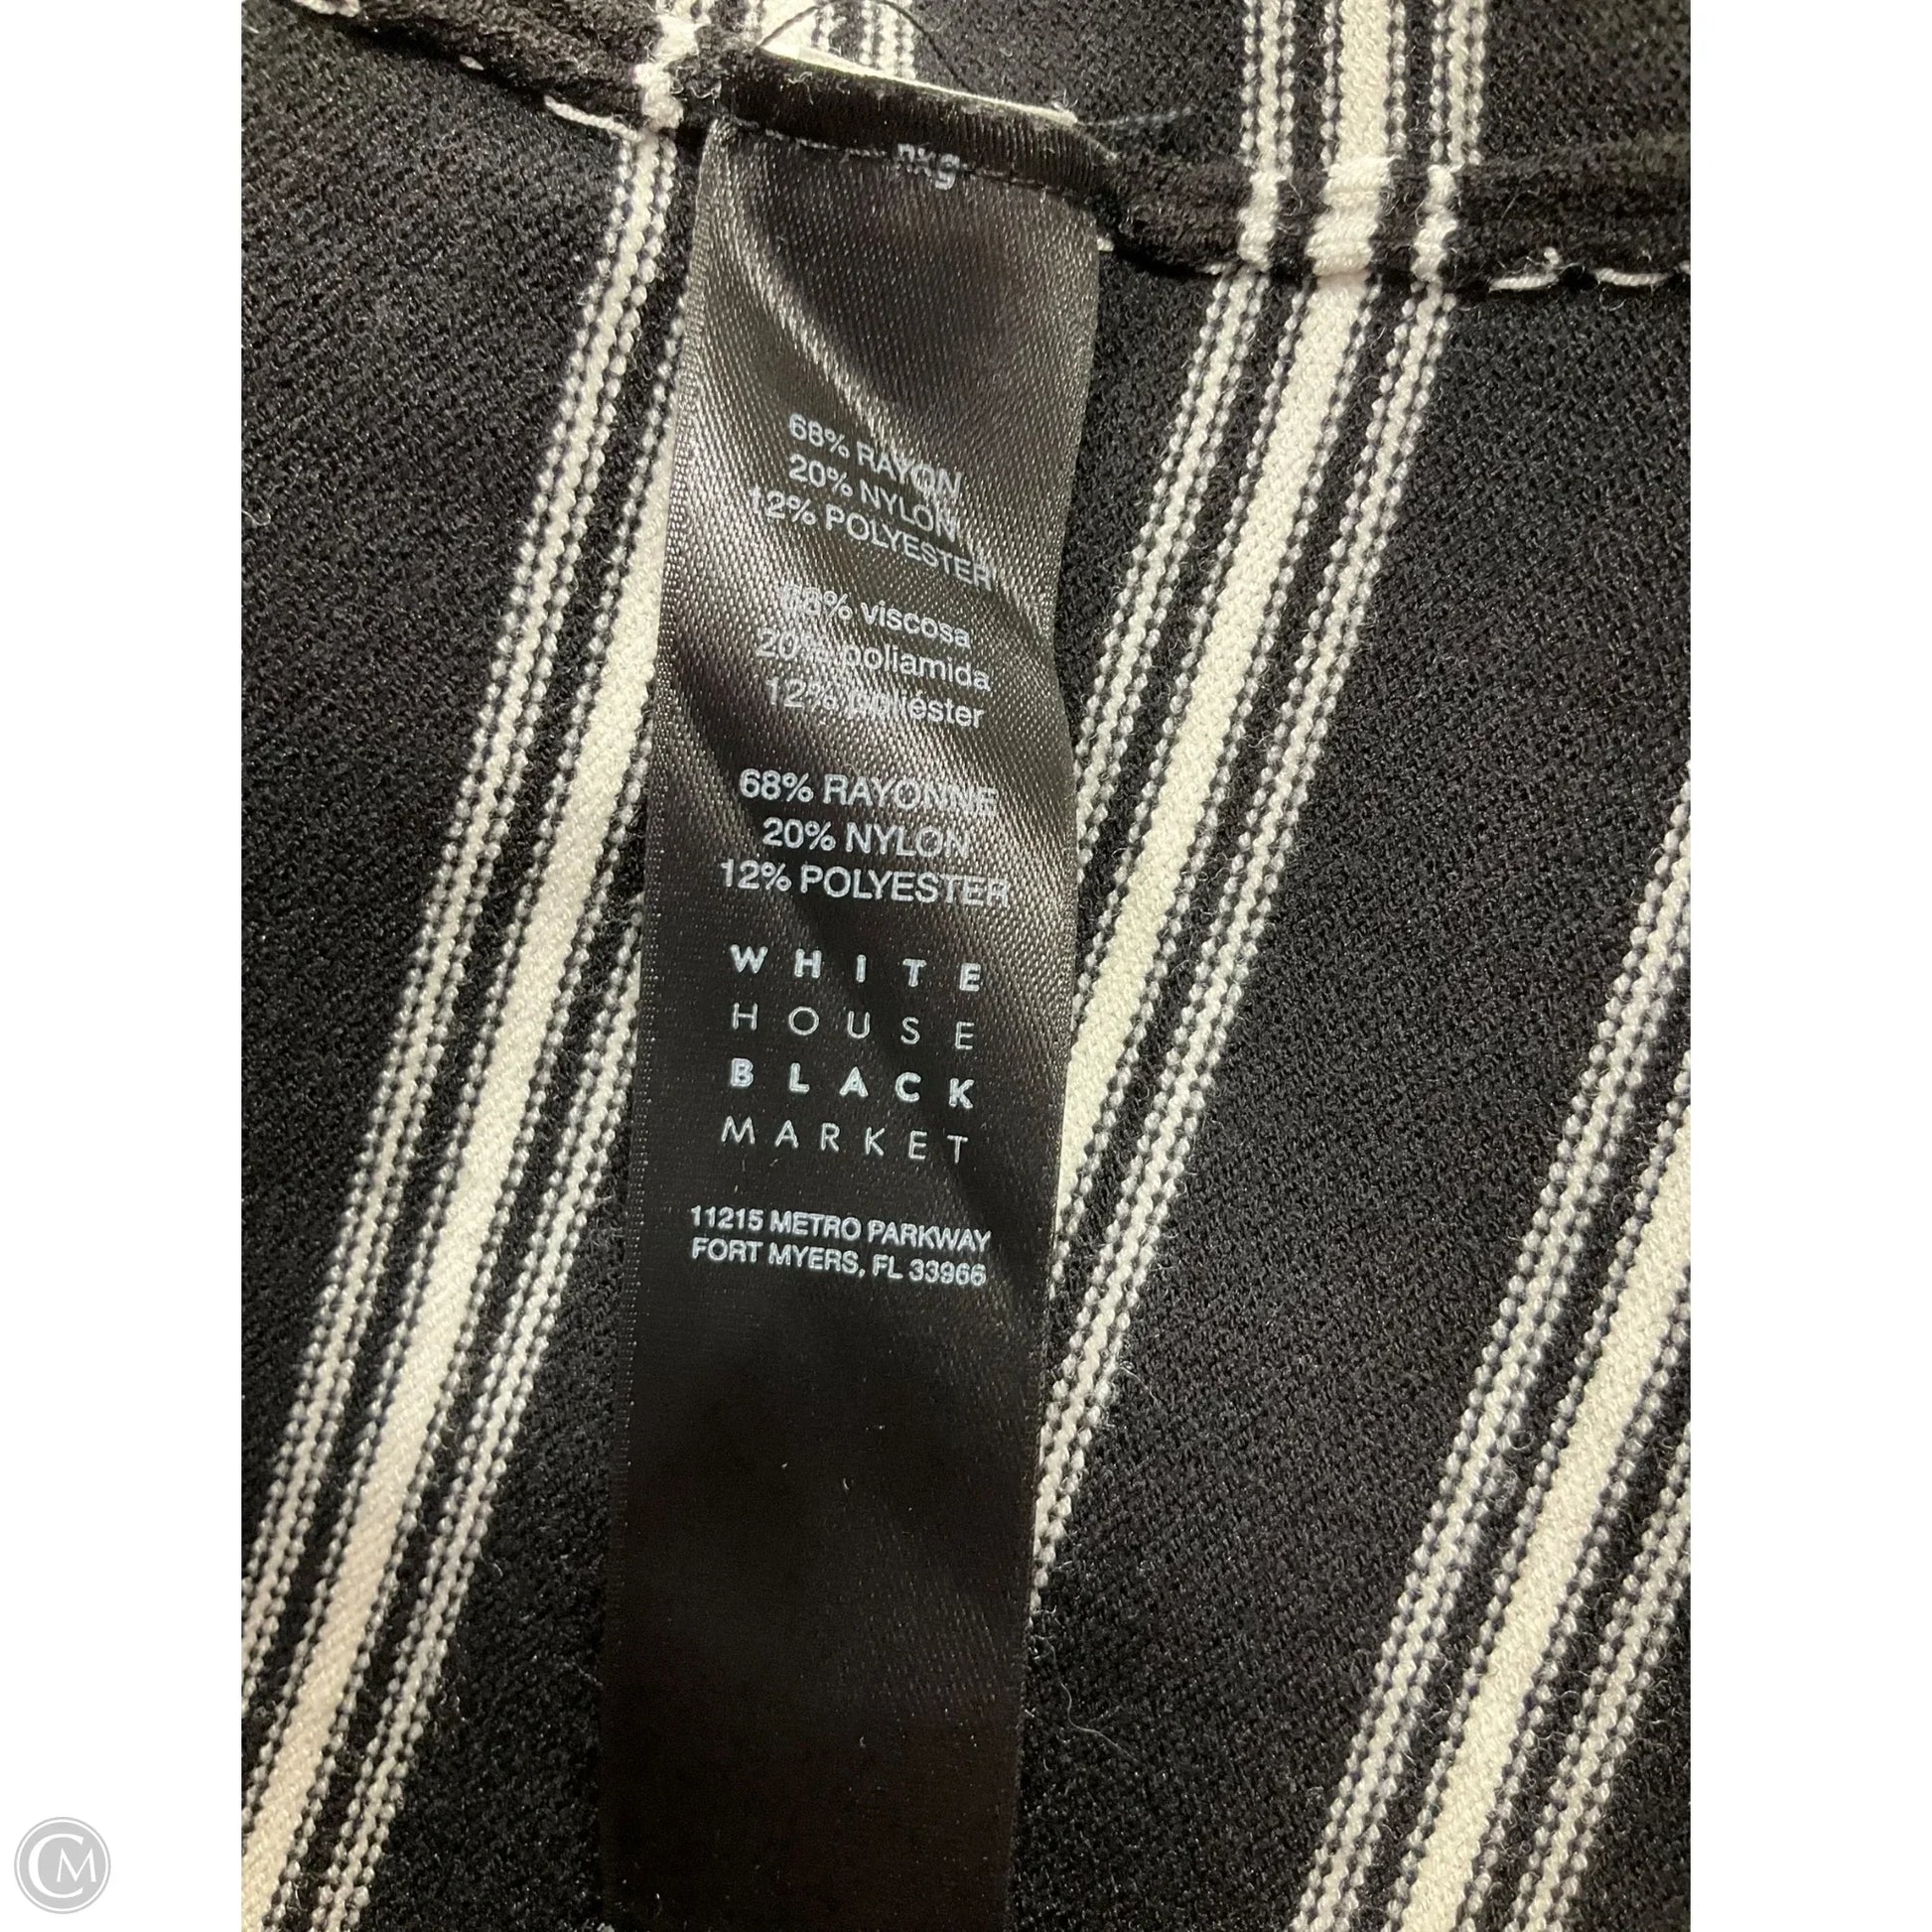 68% RAYON
20% NYLON
12% POLYESTER
68% viscosa
20% poliamida
12% poliéster
68% RAYONNE
20% NYLON
12% POLYESTER
WHITE
HOUSE
BLACK
MARKET
11215 METRO PARKWAY
FORT MYERS, FL 33966
CM